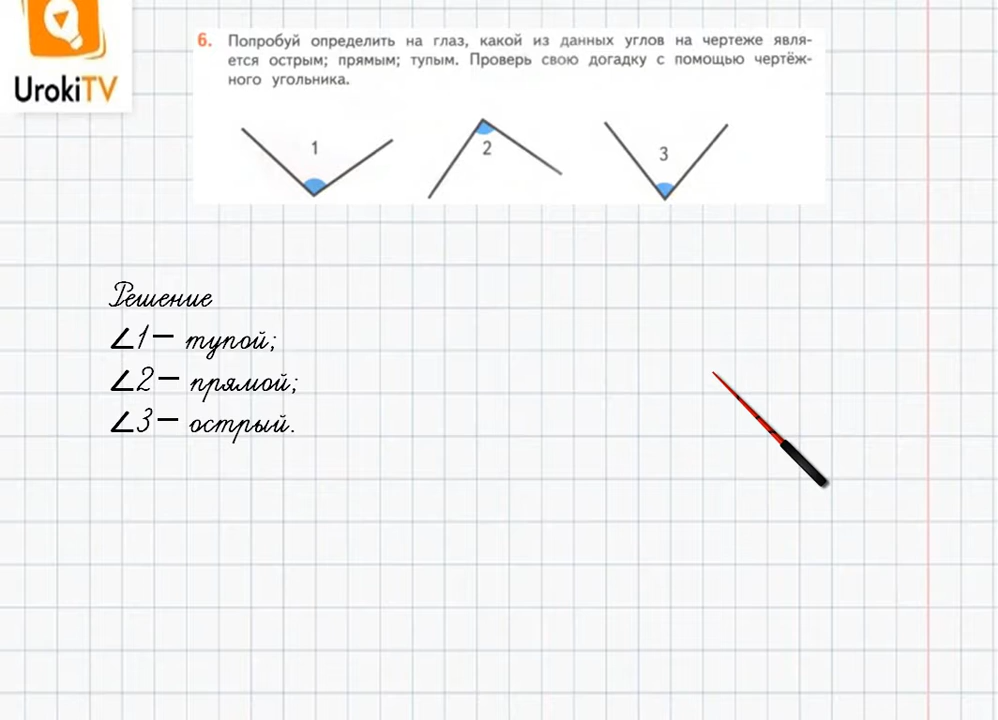 UrokiTV
6. Попробуй определить на глаз, какой из данных углов на чертеже явля-
ется острым; прямым; тупым. Проверь свою догадку с помощью чертёж-
ного угольника.
1
2
3
Решение
∠1 — тупой;
∠2 — прямой;
∠3 — острый.